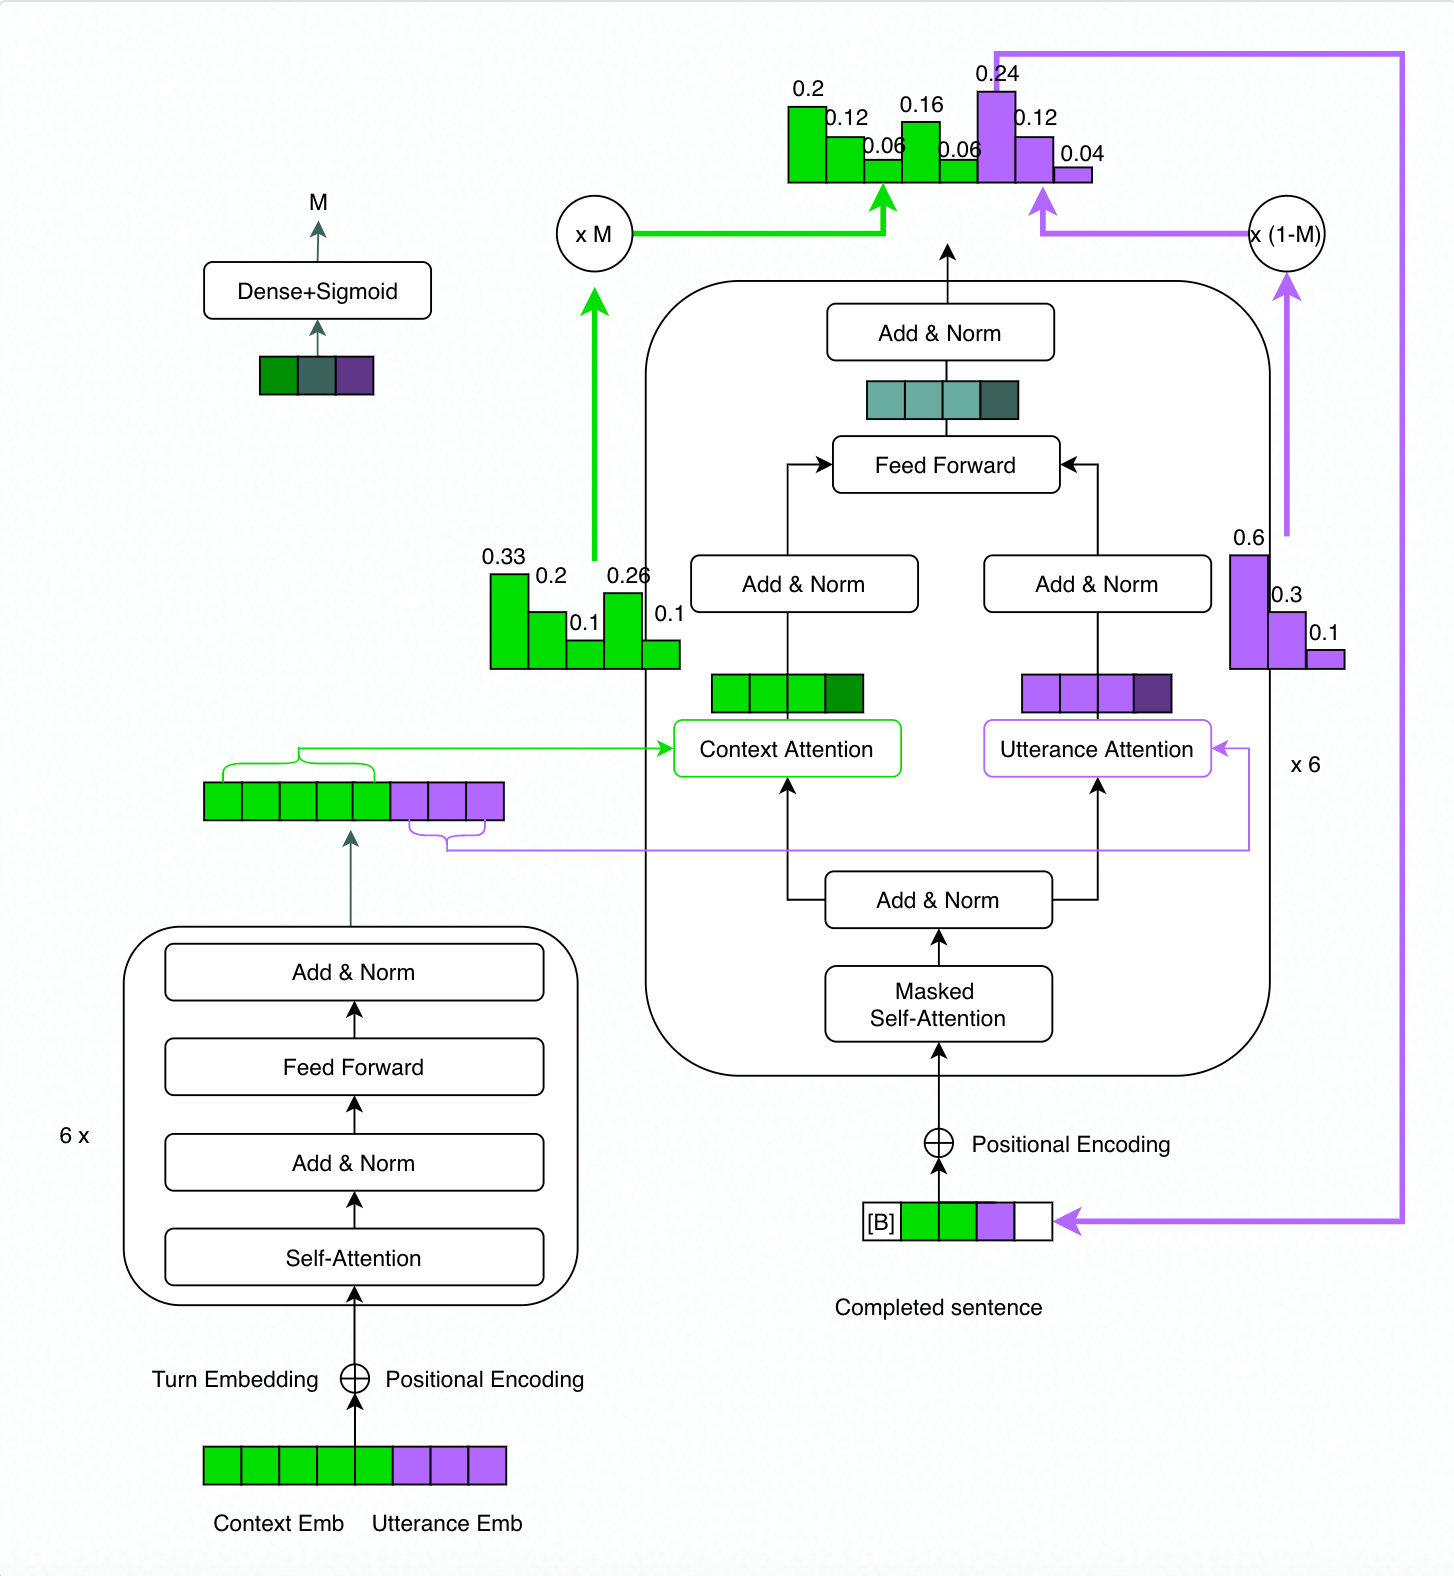 0.24
0.2
0.16
0.12
0.12
0.06
0.06
0.04
M
x M
x (1-M)
Dense+Sigmoid
Add & Norm
Feed Forward
0.33
0.2
0.1
0.26
0.1
Add & Norm
Add & Norm
0.6
0.3
0.1
Context Attention
Utterance Attention
x 6
Add & Norm
Masked
Self-Attention
Positional Encoding
[B]
Completed sentence
Add & Norm
Feed Forward
6 x
Add & Norm
Self-Attention
Turn Embedding
Positional Encoding
Context Emb
Utterance Emb